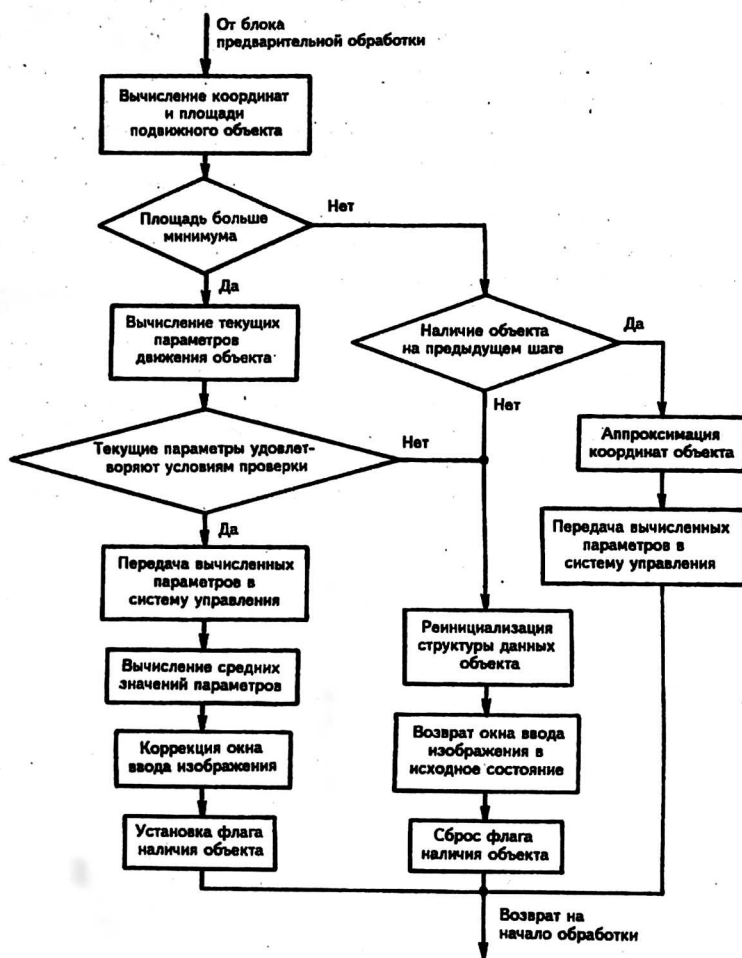 От блока
предварительной обработки
Вычисление координат
и площади
подвижного объекта
Площадь больше
минимума
Нет
Да
Вычисление текущих
параметров
движения объекта
Наличие объекта
на предыдущем шаге
Да
Нет
Текущие параметры удовлет-
воряют условиям проверки
Нет
Да
Аппроксимация
координат объекта
Передача вычисленных
параметров в
систему управления
Передача вычисленных
параметров в
систему управления
Вычисление средних
значений параметров
Реинициализация
структуры данных
объекта
Коррекция окна
ввода изображения
Возврат окна ввода
изображения в
исходное состояние
Установка флага
наличия объекта
Сброс флага
наличия объекта
Возврат на
начало обработки